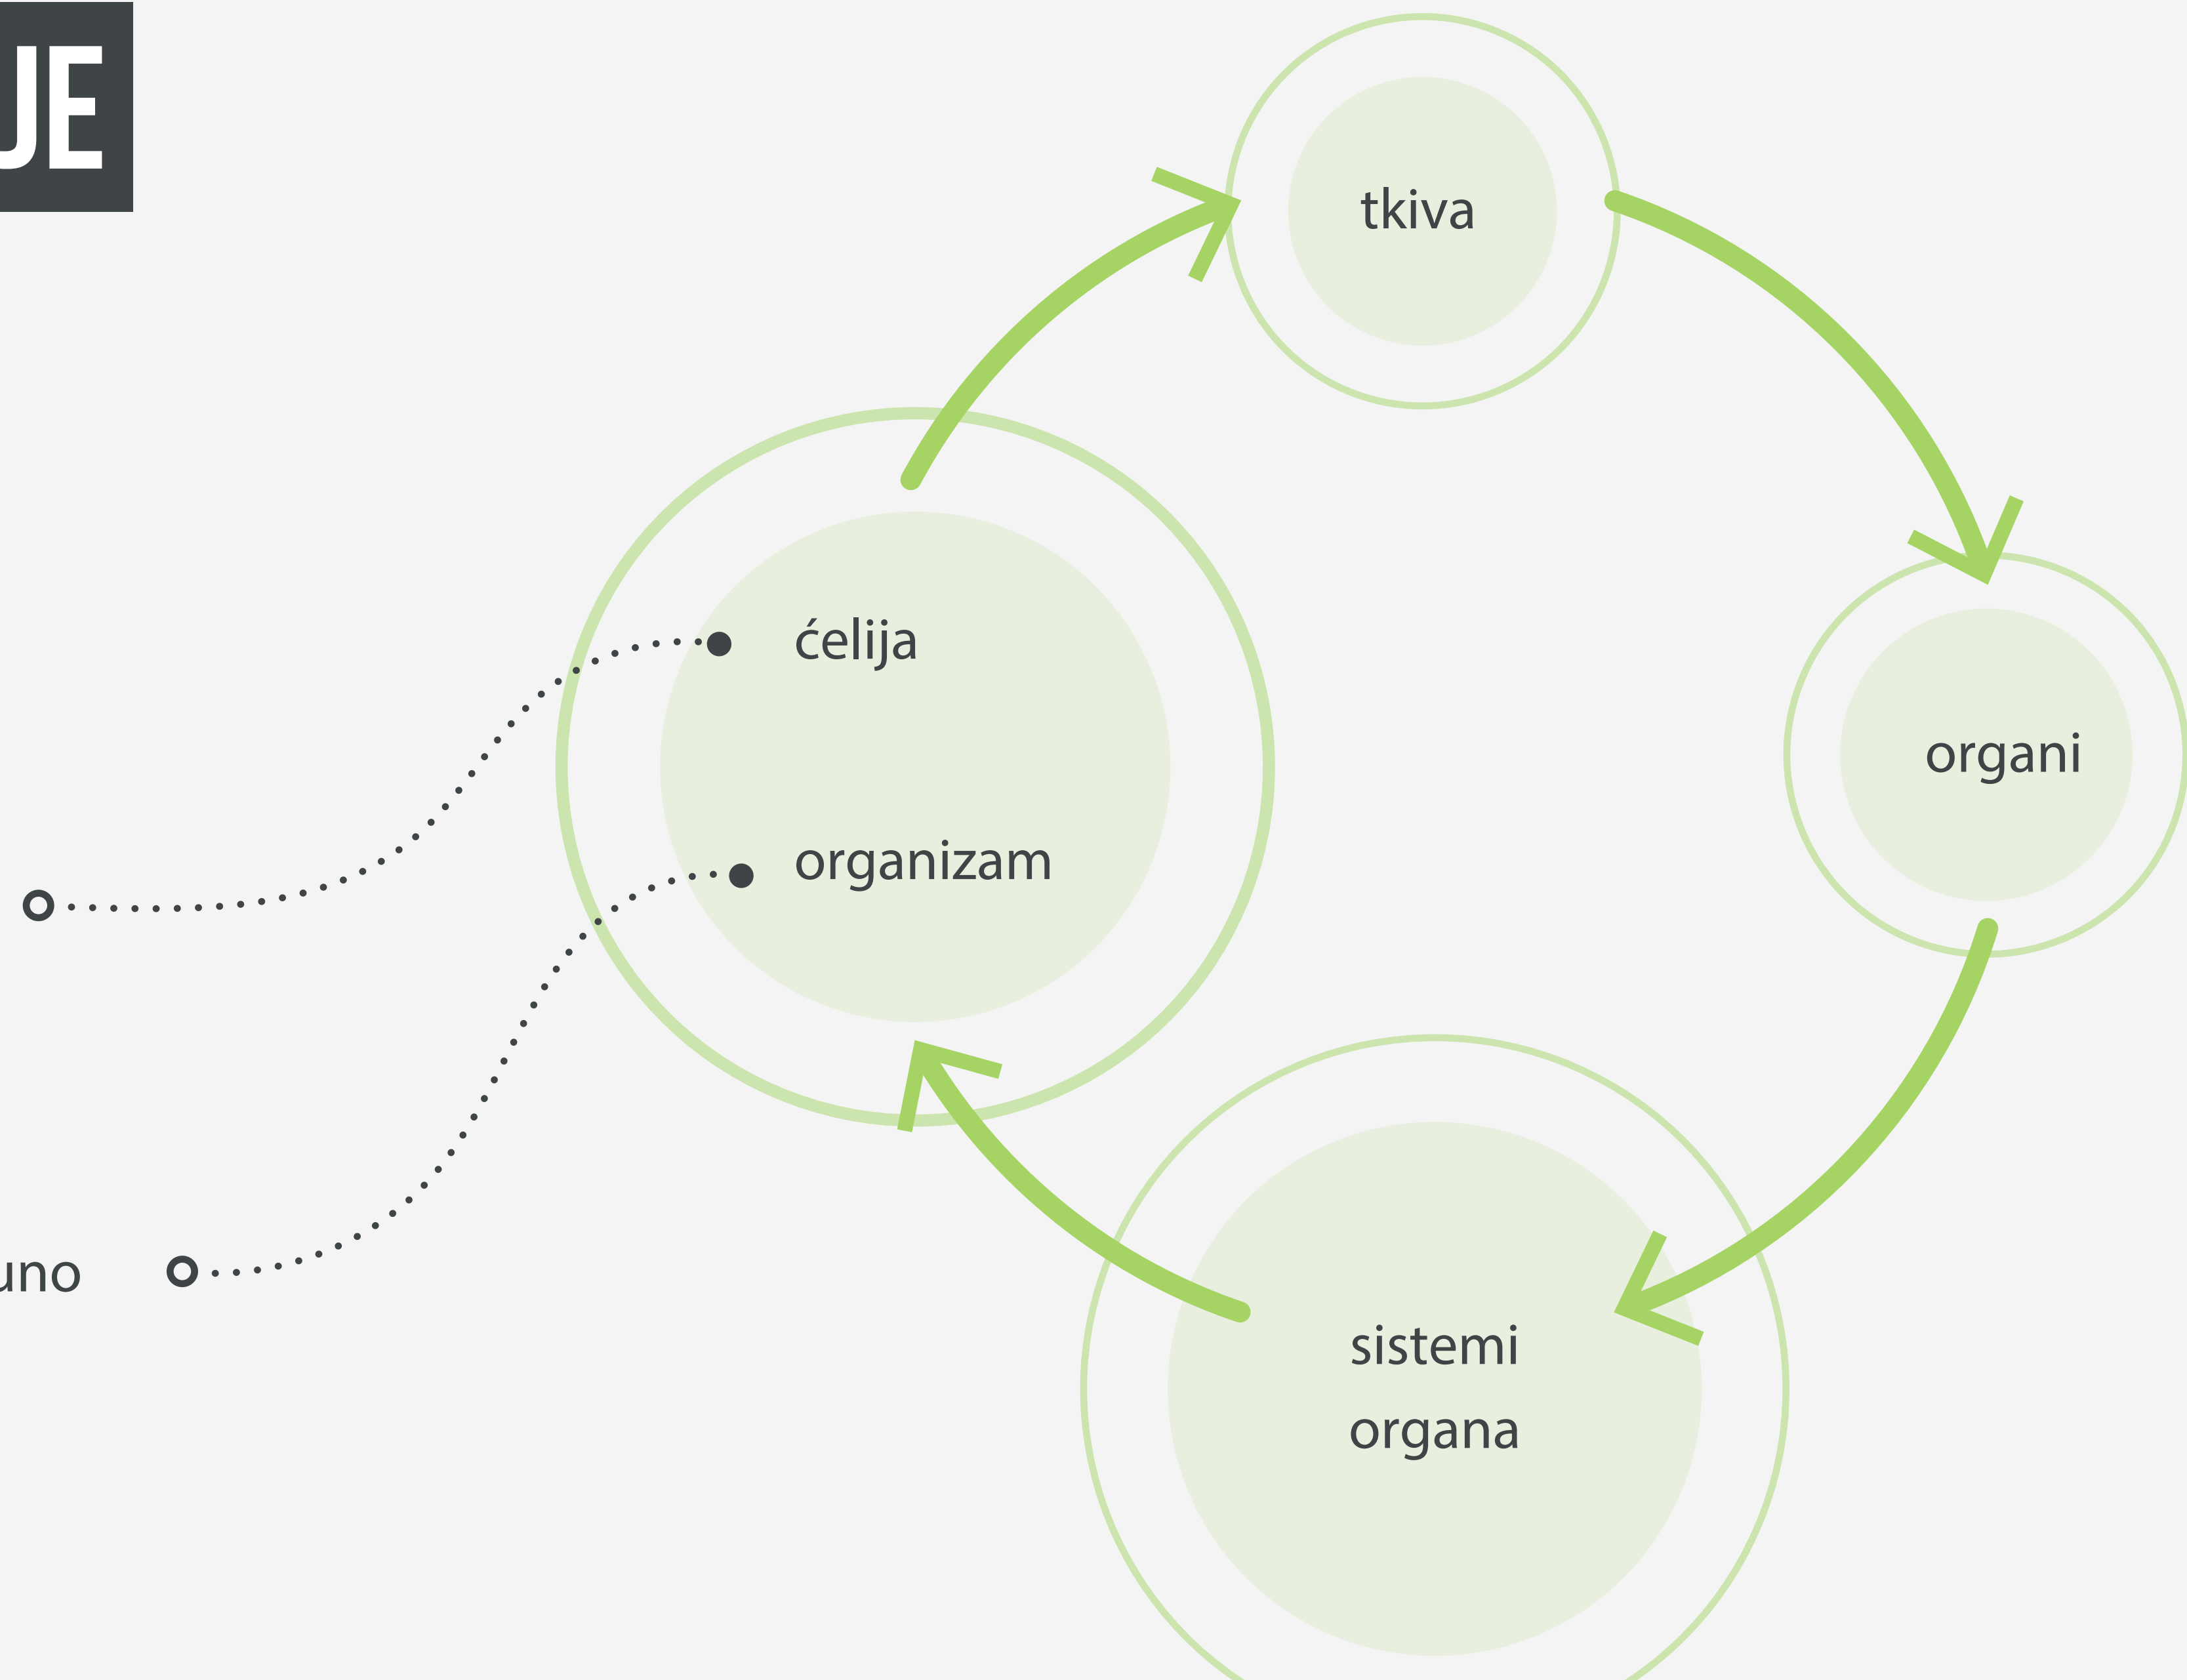 JE
tkiva
ćelija
organi
organizam
uno
sistemi
organa